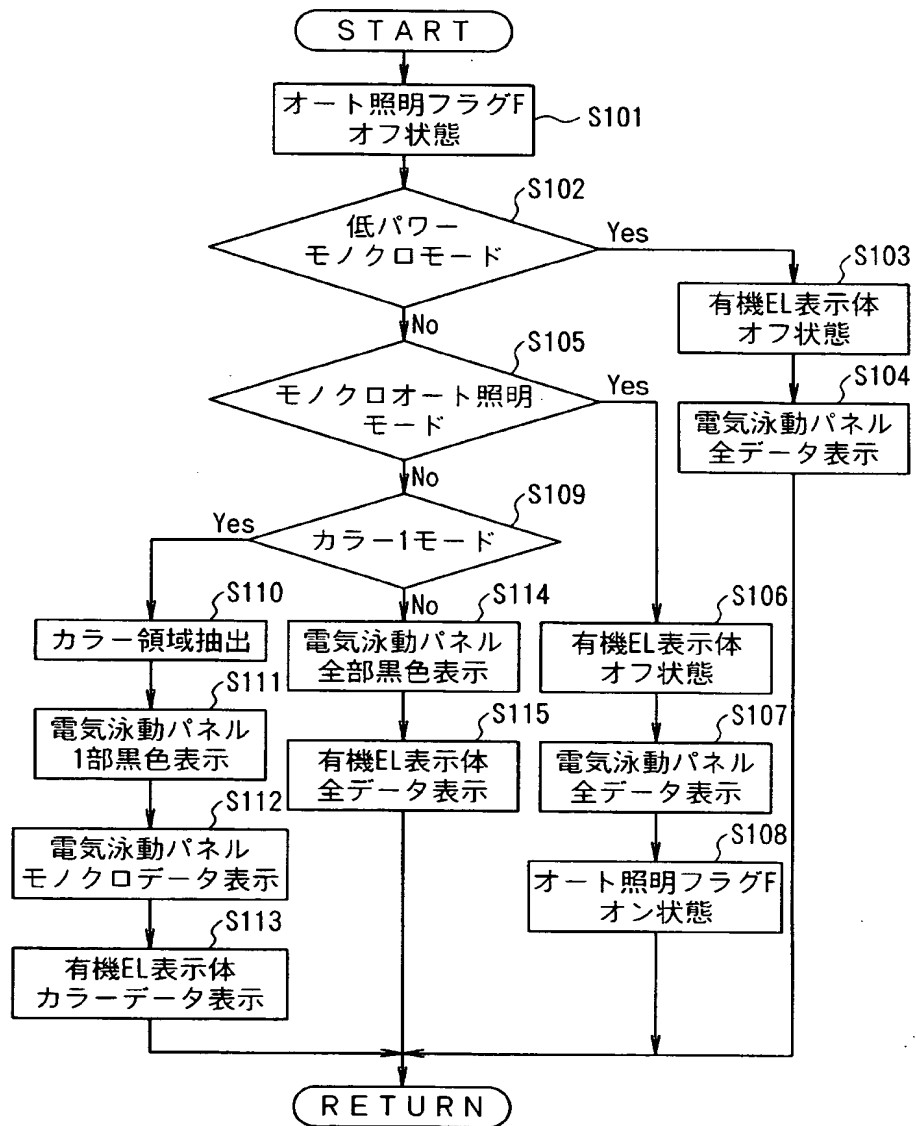 START
オート照明フラグF
オフ状態
S101
S102
低パワー
モノクロモード
Yes
No
S103
有機EL表示体
オフ状態
S104
電気泳動パネル
全データ表示
S105
モノクロオート照明
モード
Yes
No
S109
カラー1モード
Yes
No
S110
カラー領域抽出
S111
電気泳動パネル
1部黒色表示
S112
電気泳動パネル
モノクロデータ表示
S113
有機EL表示体
カラーデータ表示
S114
電気泳動パネル
全部黒色表示
S115
有機EL表示体
全データ表示
S106
有機EL表示体
オフ状態
S107
電気泳動パネル
全データ表示
S108
オート照明フラグF
オン状態
RETURN